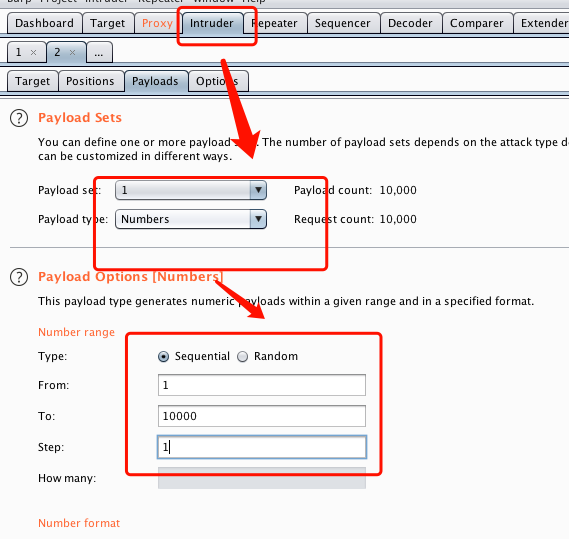 Burp Project Intruder Repeater Window Help
Dashboard Target Proxy Intruder Repeater Sequencer Decoder Comparer Extender
1 × 2 × ...
Target Positions Payloads Options
? Payload Sets
You can define one or more payload The number of payload sets depends on the attack type de
can be customized in different ways.
Payload set: 1 Payload count: 10,000
Payload type: Numbers Request count: 10,000
? Payload Options [Numbers]
This payload type generates numeric payloads within a given range and in a specified format.
Number range
Type: Sequential Random
From: 1
To: 10000
Step: 1
How many:
Number format